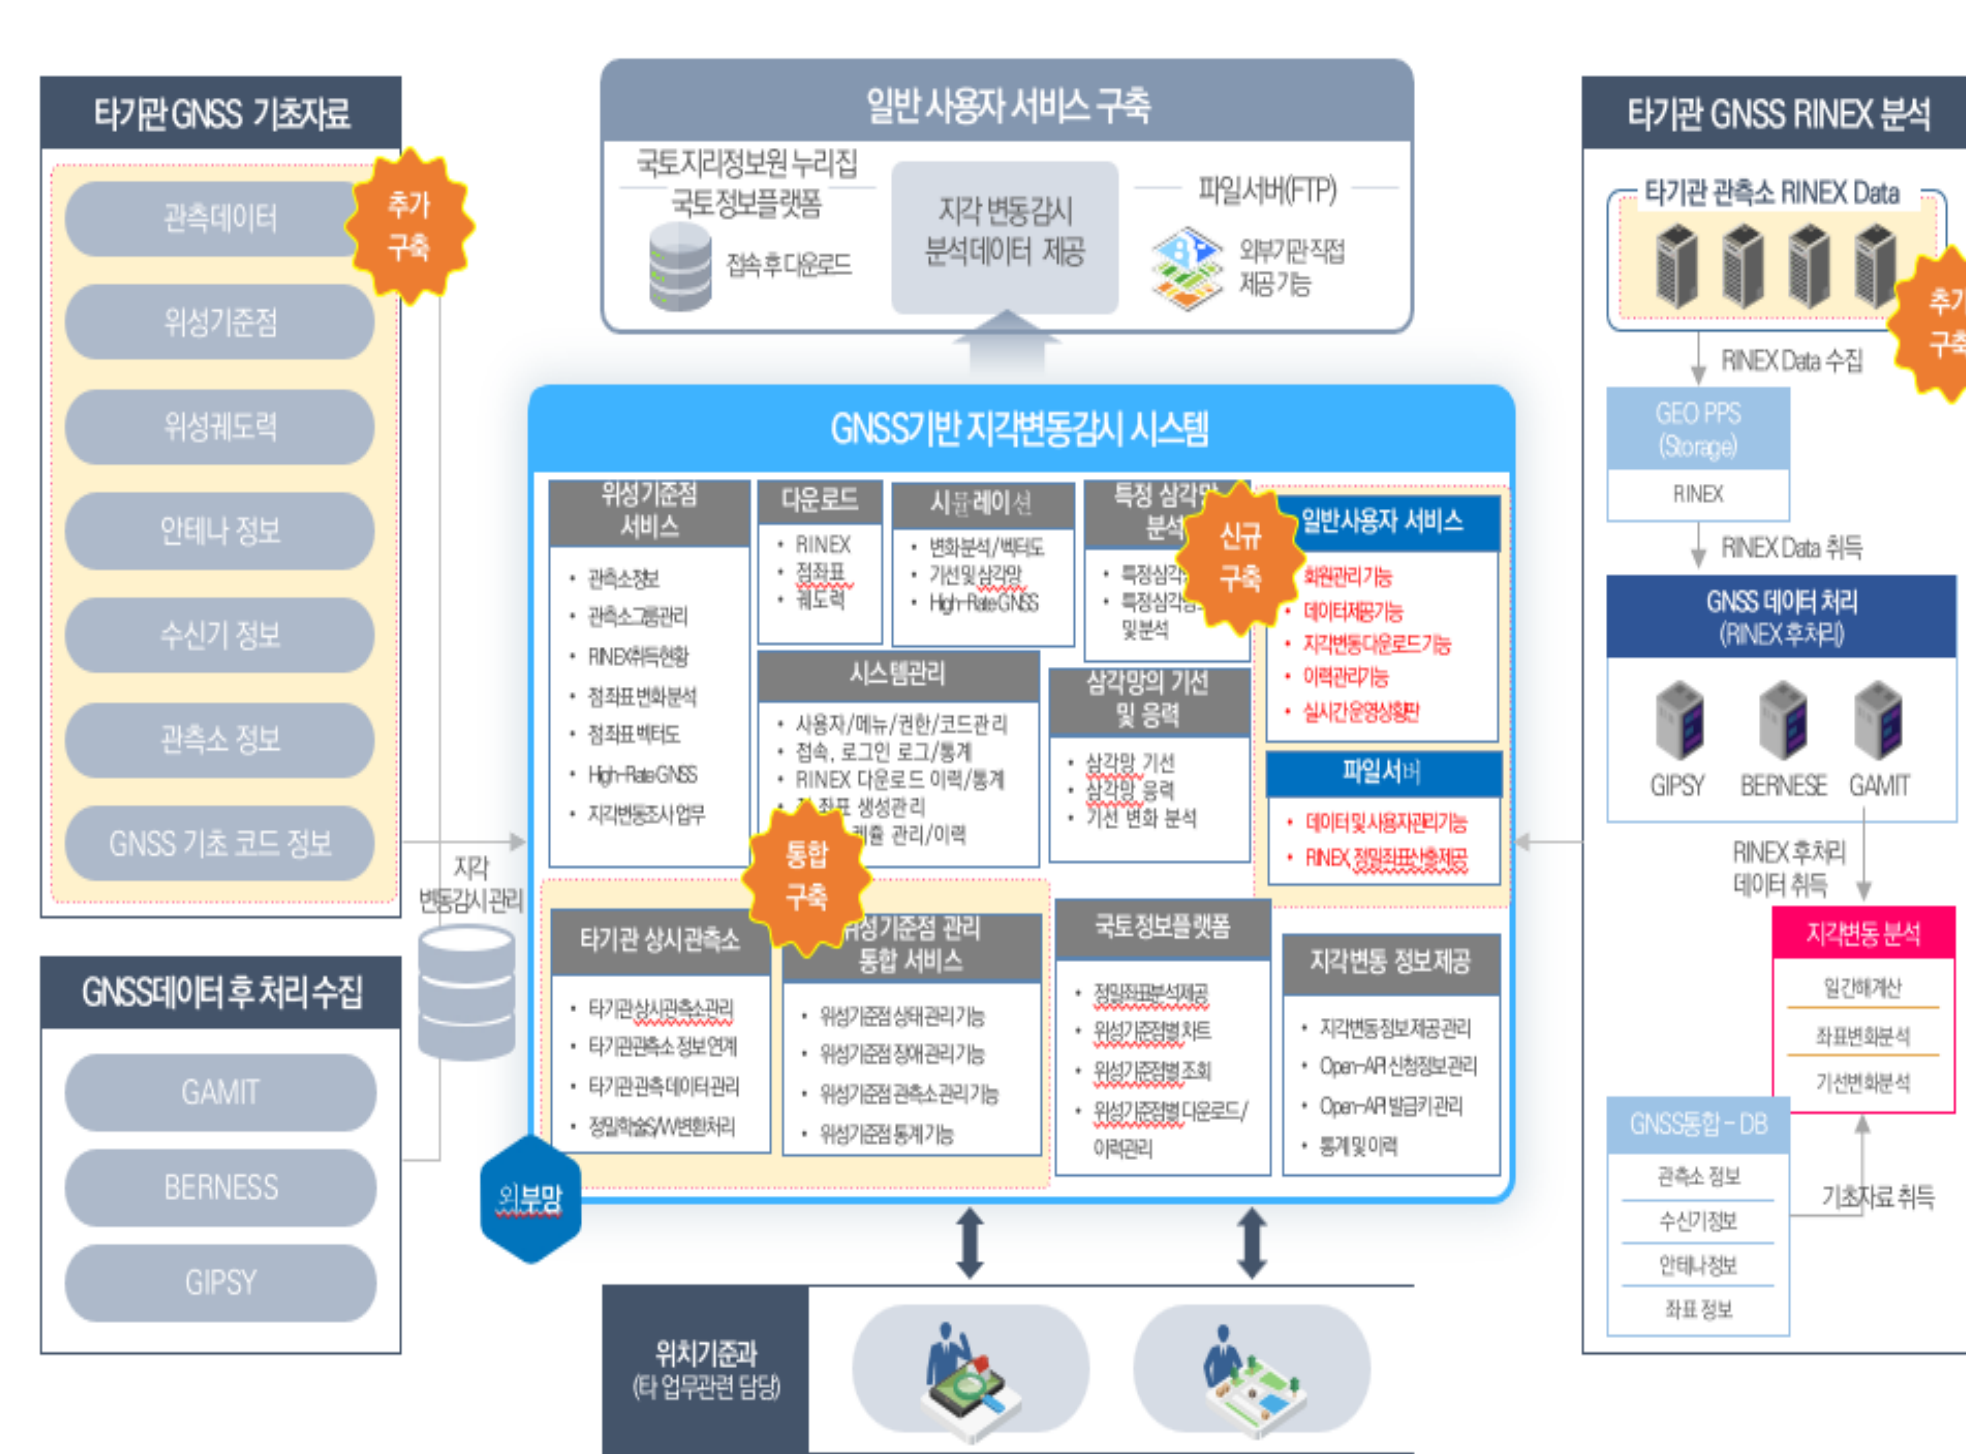 타기관 GNSS 기초자료
추가
구축
관측데이터
위성기준점
위성궤도력
안테나 정보
수신기 정보
관측소 정보
GNSS 기초 코드 정보
GNSS데이터 후 처리 수집
GAMIT
BERNESS
GIPSY
지각
변동감시 관리
일반 사용자 서비스 구축
국토지리정보원 누리집
국토정보플랫폼
접속 후 다운로드
지각 변동감시
분석데이터 제공
파일서버(FTP)
외부기관 직접
제공 기능
GNSS기반 지각변동감시 시스템
위성기준점
서비스
• 관측소정보
• 관측소그룹관리
• RINEX취득현황
• 점좌표 변화 분석
• 점좌표 벡터도
• High-Rate GNSS
• 지각변동조사 업무
다운로드
• RINEX
• 점좌표
• 궤도력
시뮬레이션
• 변화분석/벡터도
• 기선 및 삼각망
• High-Rate GNSS
특정 삼각망
분석
• 특정삼각
• 특정삼각망
및 분석
신규
구축
일반사용자 서비스
회원관리 기능
• 데이터제공기능
• 지각변동 다운로드 기능
• 이력관리기능
• 실시간 운영상황판
시스템관리
• 사용자/메뉴/권한/코드관리
• 접속, 로그인 로그/통계
• RINEX 다운로드 이력/통계
• 점 좌표 생성관리
케쥴 관리/이력
삼각망의 기선
및 응력
• 삼각망 기선
• 삼각망 응력
• 기선 변화 분석
파일서버
• 데이터 및 사용자관리 기능
• RINEX, 정밀좌표산출제공
통합
구축
타기관 상시관측소
• 타기관 상시관측소관리
• 타기관관측소 정보 연계
• 타기관 관측 데이터 관리
• 정밀학술S/W변환처리
위성기준점 관리
통합 서비스
• 위성기준점 상태 관리 기능
• 위성기준점 장애 관리 기능
• 위성기준점 관측소 관리 기능
• 위성기준점 통계 기능
국토정보플랫폼
• 정밀좌표분석제공
• 위성기준점별 차트
• 위성기준점별 조회
• 위성기준점별 다운로드/
이력관리
지각변동 정보제공
• 지각변동 정보 제공 관리
• Open-API 신청정보 관리
• Open-API 발급키 관리
• 통계 및 이력
외부망
위치기준과
(타 업무관련 담당)
타기관 GNSS RINEX 분석
타기관 관측소 RINEX Data
추가
구축
RINEX Data 수집
GEO PPS
(Storage)
RINEX
RINEX Data 취득
GNSS 데이터 처리
(RINEX 후처리)
GIPSY
BERNESE
GAMIT
RINEX 후처리
데이터 취득
지각변동 분석
일간해계산
좌표변화분석
기선변화분석
GNSS통합 - DB
관측소 정보
수신기정보
안테나정보
좌표 정보
기초자료 취득